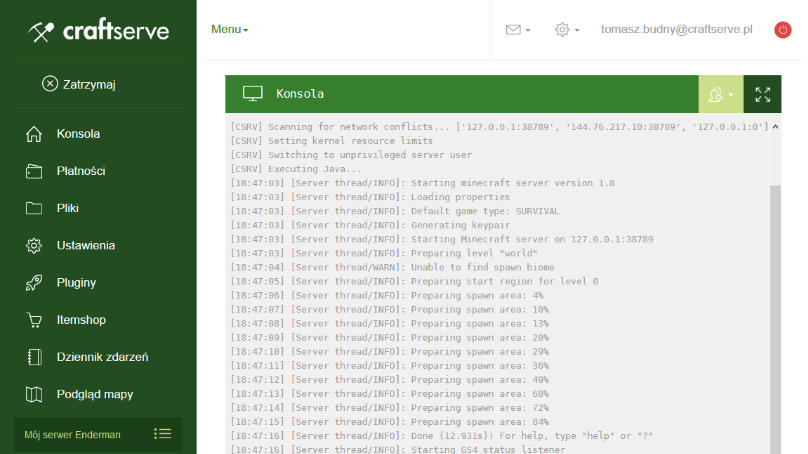 craftserve
Menu
tomasz.budny@craftserve.pl
Zatrzymaj
Konsola
Płatności
Pliki
Ustawienia
Pluginy
Itemshop
Dziennik zdarzeń
Podgląd mapy
Mój serwer Enderman
Konsola
[CSRV] Scanning for network conflicts... ['127.0.0.1:38789', '144.76.217.10:38789', '127.0.0.1:0']
[CSRV] Setting kernel resource limits
[CSRV] Switching to unprivileged server user
[CSRV] Executing Java...
[18:47:03] [Server thread/INFO]: Starting minecraft server version 1.8
[18:47:03] [Server thread/INFO]: Loading properties
[18:47:03] [Server thread/INFO]: Default game type: SURVIVAL
[18:47:03] [Server thread/INFO]: Generating keypair
[18:47:03] [Server thread/INFO]: Starting Minecraft server on 127.0.0.1:38789
[18:47:03] [Server thread/INFO]: Preparing level "world"
[18:47:04] [Server thread/WARN]: Unable to find spawn biome
[18:47:05] [Server thread/INFO]: Preparing start region for level 0
[18:47:06] [Server thread/INFO]: Preparing spawn area: 4%
[18:47:07] [Server thread/INFO]: Preparing spawn area: 10%
[18:47:08] [Server thread/INFO]: Preparing spawn area: 13%
[18:47:09] [Server thread/INFO]: Preparing spawn area: 20%
[18:47:10] [Server thread/INFO]: Preparing spawn area: 29%
[18:47:11] [Server thread/INFO]: Preparing spawn area: 36%
[18:47:12] [Server thread/INFO]: Preparing spawn area: 49%
[18:47:13] [Server thread/INFO]: Preparing spawn area: 60%
[18:47:14] [Server thread/INFO]: Preparing spawn area: 72%
[18:47:15] [Server thread/INFO]: Preparing spawn area: 84%
[18:47:16] [Server thread/INFO]: Done (12.931s)! For help, type "help" or "?"
[18:47:16] [Server thread/INFO]: Starting GS4 status listener